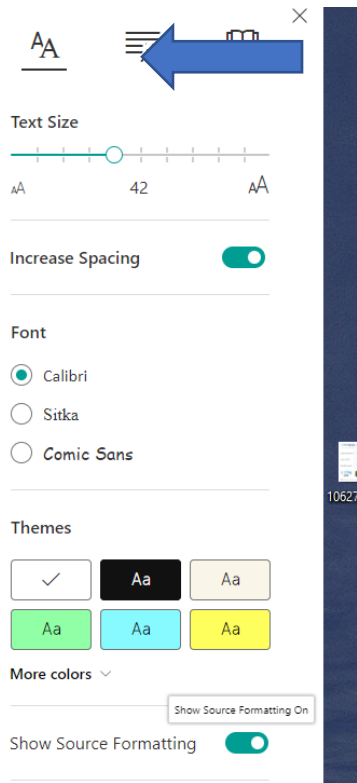 AA
Text Size
AA 42 AA
Increase Spacing
Font
Calibri
Sitka
Comic Sans
Themes
Aa Aa
Aa Aa Aa
More colors
Show Source Formatting On
Show Source Formatting
10627